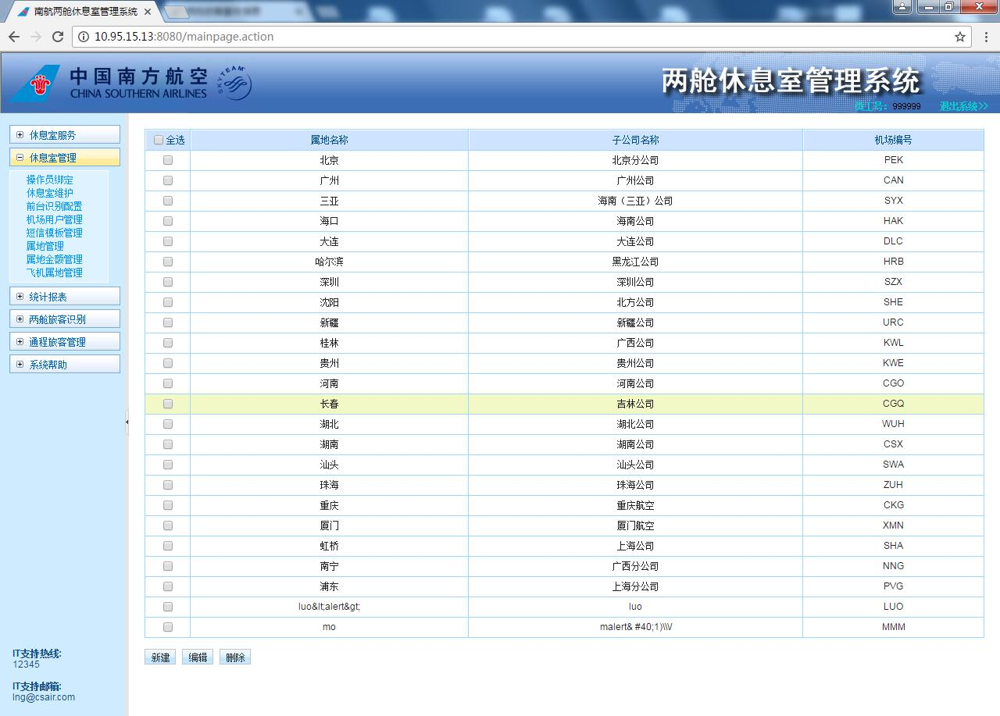 南航两舱休息室管理系统
10.95.15.13:8080/mainpage.action
中国南方航空
CHINA SOUTHERN AIRLINES
SKYTEAM
两舱休息室管理系统
员工号: 999999 退出系统>>
休息室服务
休息室管理
操作员绑定
休息室维护
前台识别配置
机场用户管理
短信模板管理
属地管理
属地金额管理
飞机属地管理
统计报表
两舱旅客识别
通程旅客管理
系统帮助
IT支持热线:
12345
IT支持邮箱:
lng@csair.com
全选 属地名称 子公司名称 机场编号
北京 北京分公司 PEK
广州 广州公司 CAN
三亚 海南（三亚）公司 SYX
海口 海南公司 HAK
大连 大连公司 DLC
哈尔滨 黑龙江公司 HRB
深圳 深圳公司 SZX
沈阳 北方公司 SHE
新疆 新疆公司 URC
桂林 广西公司 KWL
贵州 贵州公司 KWE
河南 河南公司 CGO
长春 吉林公司 CGQ
湖北 湖北公司 WUH
湖南 湖南公司 CSX
汕头 汕头公司 SWA
珠海 珠海公司 ZUH
重庆 重庆航空 CKG
厦门 厦门航空 XMN
虹桥 上海公司 SHA
南宁 广西分公司 NNG
浦东 上海分公司 PVG
luo&lt;alert&gt; luo LUO
mo malert& #40;1)\\\/ MMM
新建 编辑 删除